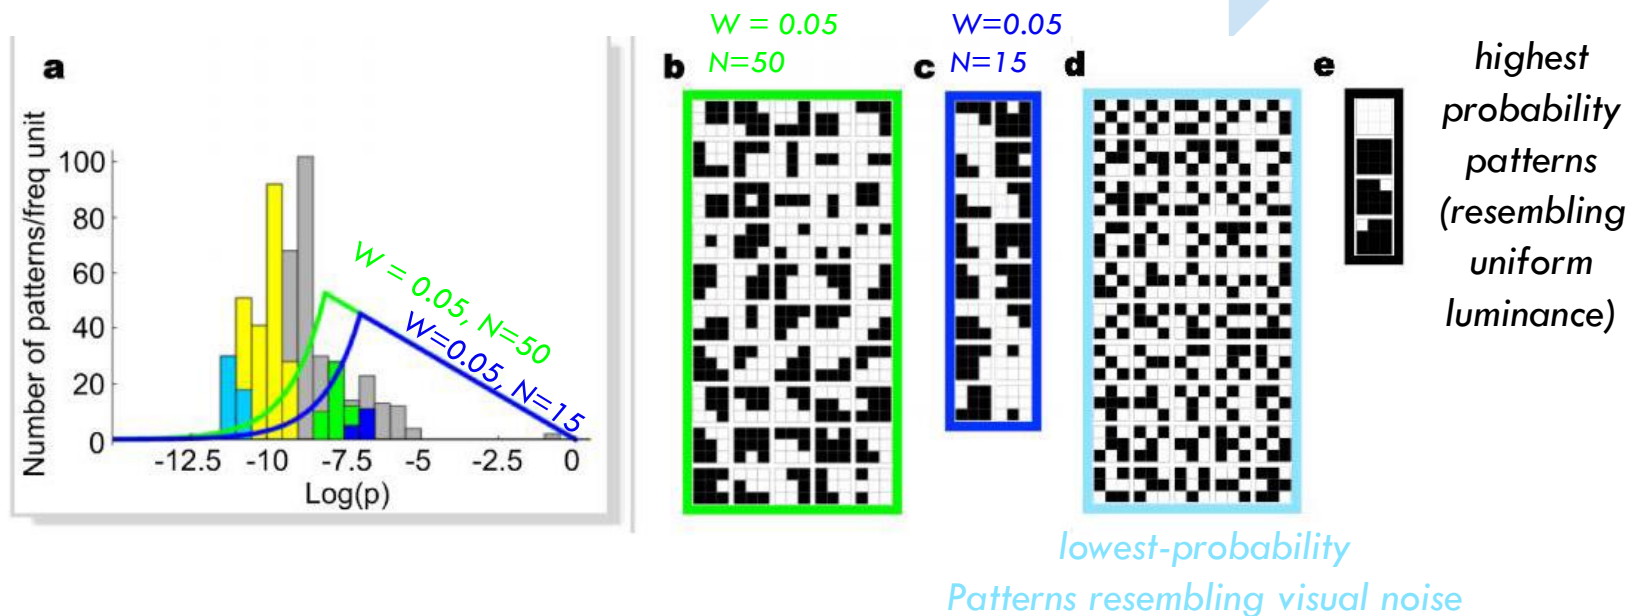 a
Number of patterns/freq unit
100
80
60
40
20
0
-12.5 -10 -7.5 -5 -2.5 0
Log(p)
W = 0.05, N=50
W=0.05, N=15
b
W = 0.05
N=50
c
W=0.05
N=15
d
e
highest
probability
patterns
(resembling
uniform
luminance)
lowest-probability
Patterns resembling visual noise